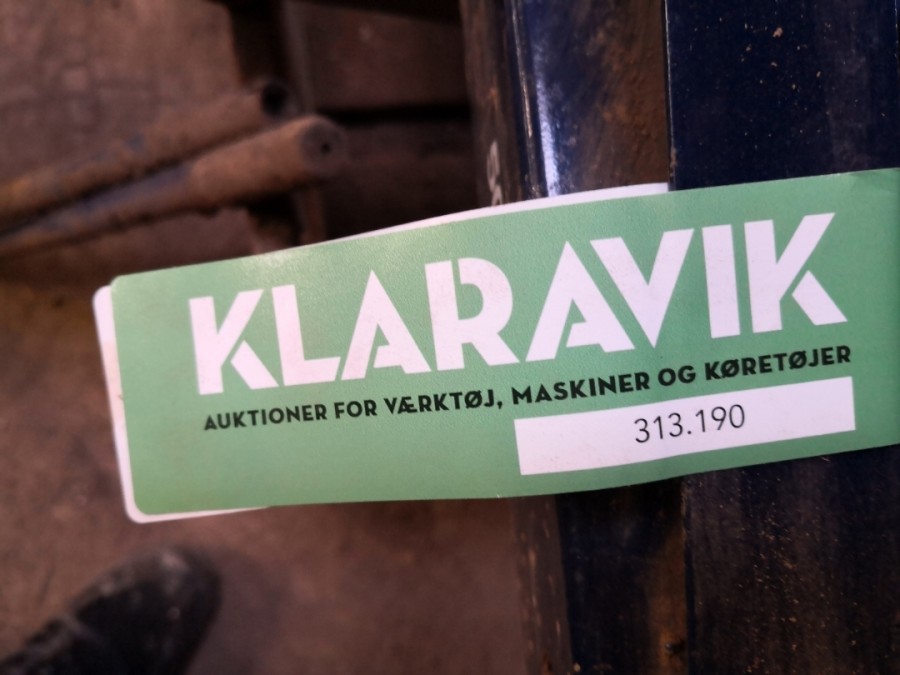 KLARAVIK
AUKTIONER FOR VÆRKTØJ, MASKINER OG KØRETØJER
313.190